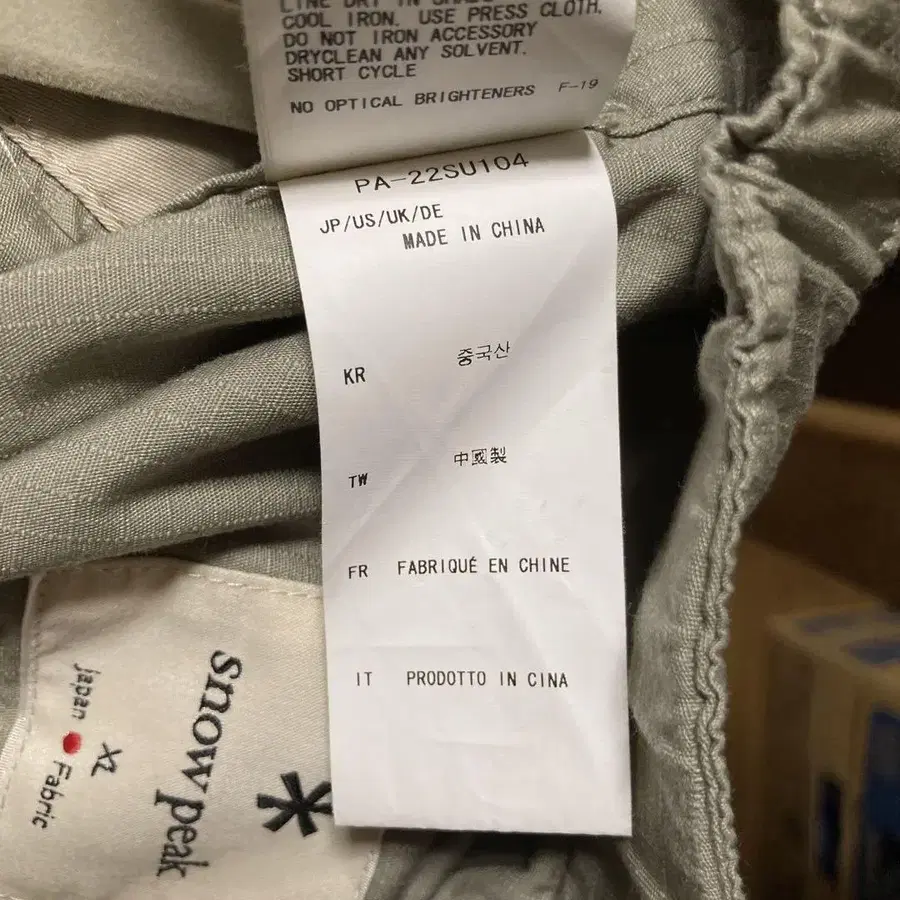 COOL IRON. USE PRESS CLOTH.
DO NOT IRON ACCESSORY
DRYCLEAN ANY SOLVENT.
SHORT CYCLE
NO OPTICAL BRIGHTENERS F-19
PA-22SU104
JP/US/UK/DE
MADE IN CHINA
KR 중국산
TW 中國製
FR FABRIQUÉ EN CHINE
IT PRODOTTO IN CINA
snow peak
XL
Japan Fabric